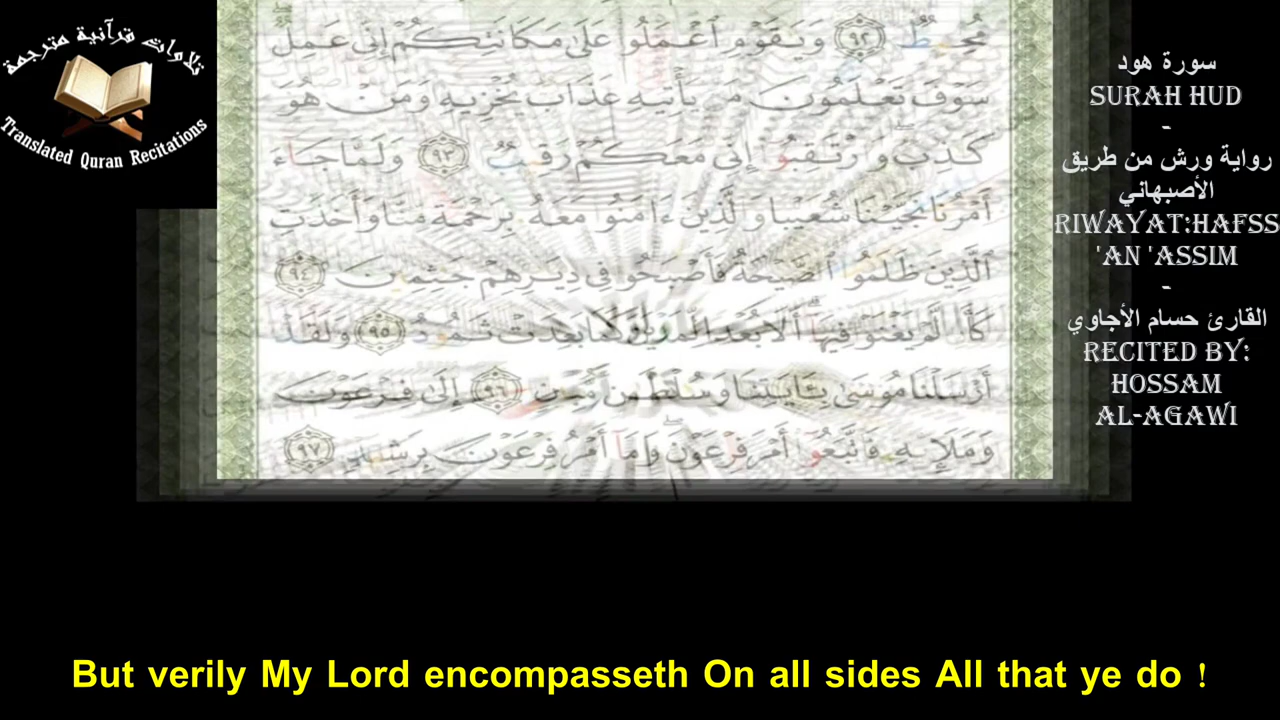 تلاوات قرآنية مترجمة
Translated Quran Recitations
مُحِيطٌ ٩٢ وَيَٰقَوْمِ ٱعْمَلُوا۟ عَلَىٰ مَكَانَتِكُمْ إِنِّى عَٰمِلٌ
سَوْفَ تَعْلَمُونَ مَن يَأْتِيهِ عَذَابٌ يُخْزِيهِ وَمَنْ هُوَ
كَٰذِبٌ وَٱرْتَقِبُوٓا۟ إِنِّى مَعَكُمْ رَقِيبٌ ٩٣ وَلَمَّا جَآءَ
أَمْرُنَا نَجَّيْنَا شُعَيْبًا وَٱلَّذِينَ ءَامَنُوا۟ مَعَهُۥ بِرَحْمَةٍ مِّنَّا وَأَخَذَتِ
ٱلَّذِينَ ظَلَمُوا۟ ٱلصَّيْحَةُ فَأَصْبَحُوا۟ فِى دِيَٰرِهِمْ جَٰثِمِينَ ٩٤
كَأَن لَّمْ يَغْنَوْا۟ فِيهَآ ۗ أَلَا بُعْدًا لِّمَدْيَنَ كَمَا بَعِدَتْ ثَمُودُ ٩٥ وَلَقَدْ
أَرْسَلْنَا مُوسَىٰ بِـَٔايَٰتِنَا وَسُلْطَٰنٍ مُّبِينٍ ٩٦ إِلَىٰ فِرْعَوْنَ
وَمَلَإِي۟هِۦ فَٱتَّبَعُوٓا۟ أَمْرَ فِرْعَوْنَ ۖ وَمَآ أَمْرُ فِرْعَوْنَ بِرَشِيدٍ ٩٧
سورة هود
SURAH HUD
-
رواية ورش من طريق
الأصبهاني
RIWAYAT:HAFSS
'AN 'ASSIM
-
القارئ حسام الأجاوي
RECITED BY:
HOSSAM
AL-AGAWI
But verily My Lord encompasseth On all sides All that ye do !